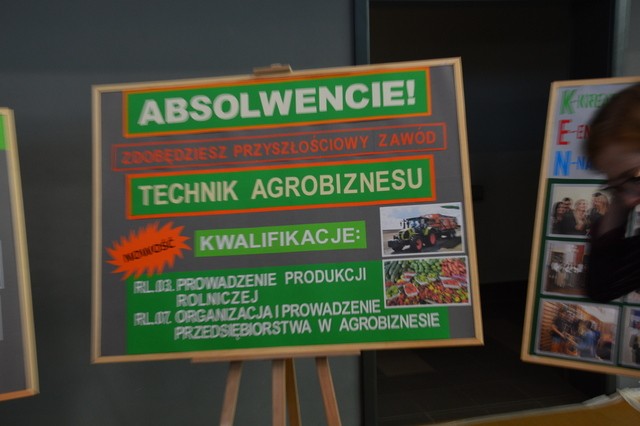 ABSOLWENCIE!
ZDOBĘDZIESZ PRZYSZŁOŚCIOWY ZAWÓD
TECHNIK AGROBIZNESU
NOWOŚĆ
KWALIFIKACJE:
RL.03. PROWADZENIE PRODUKCJI
ROLNICZEJ
RL.07. ORGANIZACJA I PROWADZENIE
PRZEDSIĘBIORSTWA W AGROBIZNESIE
K
E
N